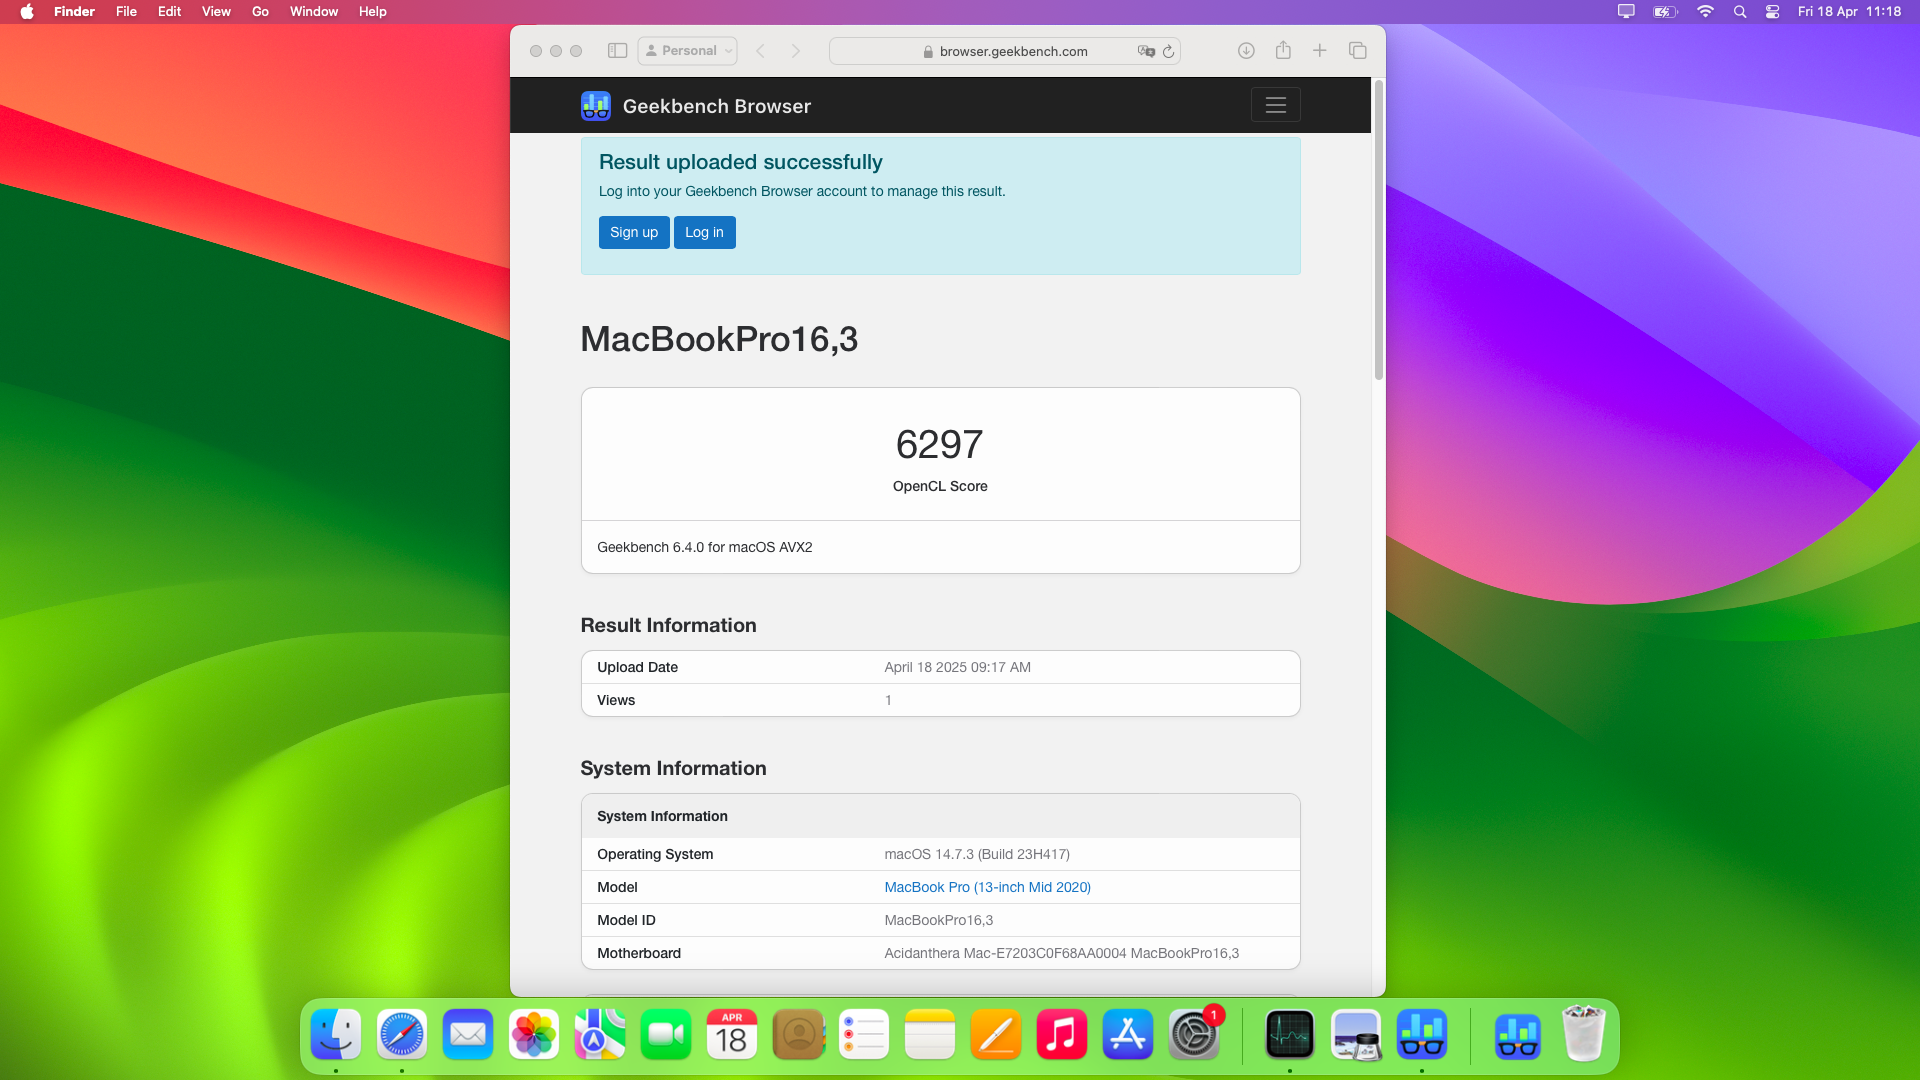 Finder File Edit View Go Window Help
Fri 18 Apr 11:18
Personal
browser.geekbench.com
Geekbench Browser
Result uploaded successfully
Log into your Geekbench Browser account to manage this result.
Sign up Log in
MacBookPro16,3
6297
OpenCL Score
Geekbench 6.4.0 for macOS AVX2
Result Information
Upload Date April 18 2025 09:17 AM
Views 1
System Information
System Information
Operating System macOS 14.7.3 (Build 23H417)
Model MacBook Pro (13-inch Mid 2020)
Model ID MacBookPro16,3
Motherboard Acidanthera Mac-E7203C0F68AA0004 MacBookPro16,3
APR
18
1